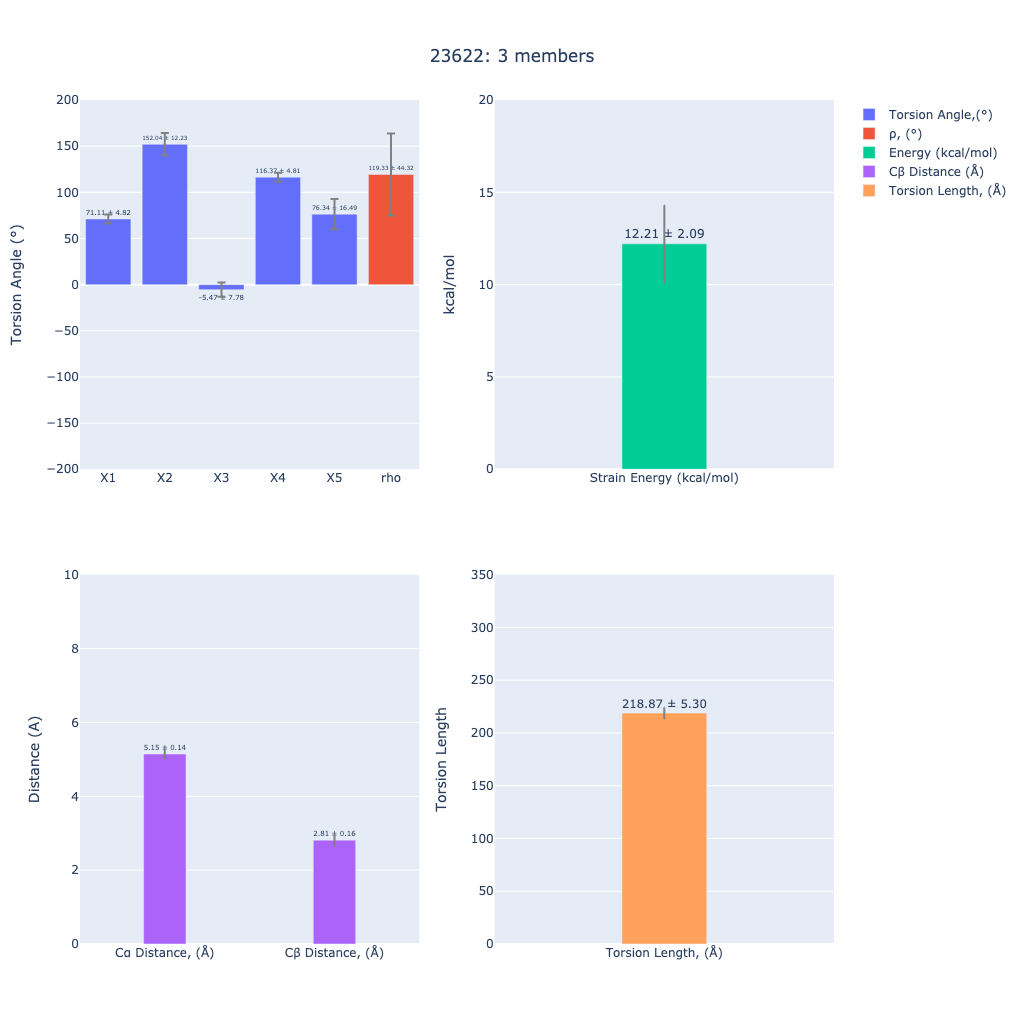 23622: 3 members
Torsion Angle (°)
200
150
100
50
0
−50
−100
−150
−200
71.11 ± 4.82
152.04 ± 12.23
-5.47 ± 7.78
116.37 ± 4.81
76.34 ± 16.49
119.33 ± 44.32
X1 X2 X3 X4 X5 rho
kcal/mol
20
15
10
5
0
12.21 ± 2.09
Strain Energy (kcal/mol)
Torsion Angle,(°)
ρ, (°)
Energy (kcal/mol)
Cβ Distance (Å)
Torsion Length, (Å)
Distance (A)
10
8
6
4
2
0
5.15 ± 0.14
2.81 ± 0.16
Cα Distance, (Å) Cβ Distance, (Å)
Torsion Length
350
300
250
200
150
100
50
0
218.87 ± 5.30
Torsion Length, (Å)